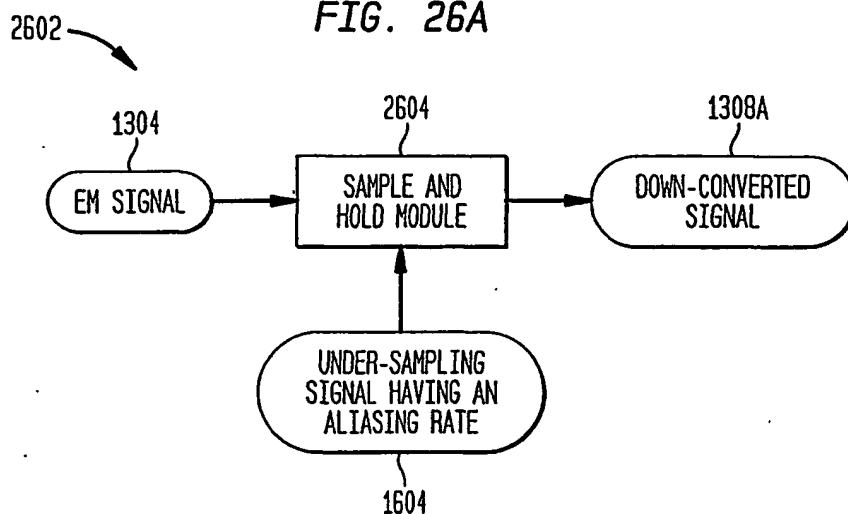 FIG. 26A
2602
1304
2604
1308A
EM SIGNAL
SAMPLE AND
HOLD MODULE
DOWN-CONVERTED
SIGNAL
UNDER-SAMPLING
SIGNAL HAVING AN
ALIASING RATE
1604